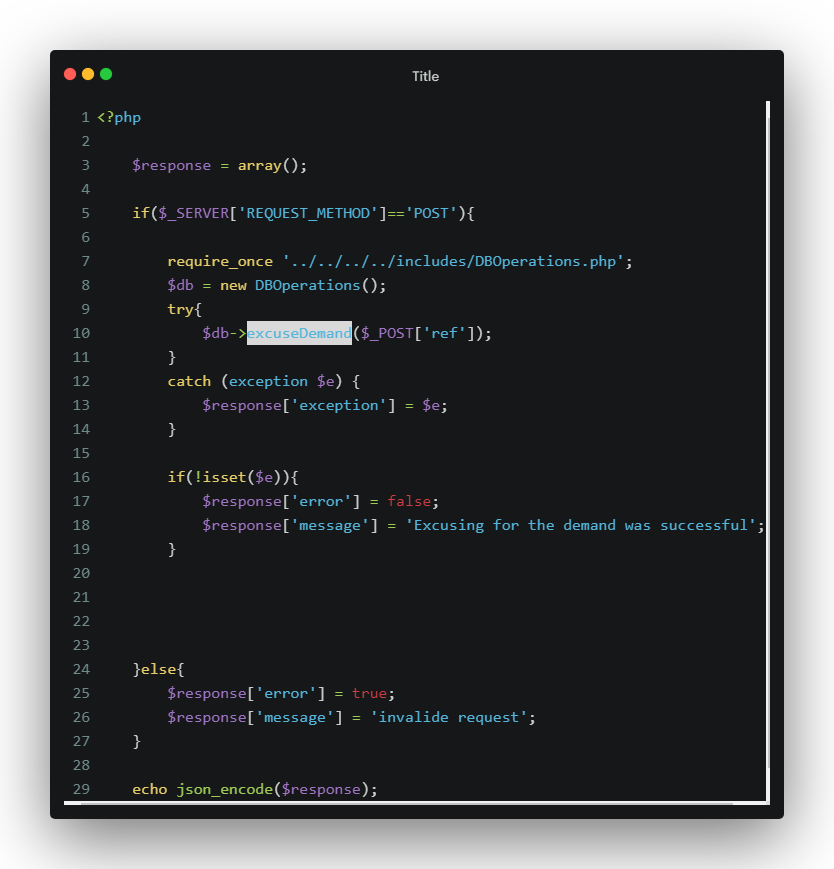 Title
1 <?php
2
3     $response = array();
4
5     if($_SERVER['REQUEST_METHOD']=='POST'){
6
7         require_once '../../../../includes/DBOperations.php';
8         $db = new DBOperations();
9         try{
10             $db->excuseDemand($_POST['ref']);
11         }
12         catch (exception $e) {
13             $response['exception'] = $e;
14         }
15
16         if(!isset($e)){
17             $response['error'] = false;
18             $response['message'] = 'Excusing for the demand was successful';
19         }
20
21
22
23
24     }else{
25         $response['error'] = true;
26         $response['message'] = 'invalide request';
27     }
28
29     echo json_encode($response);